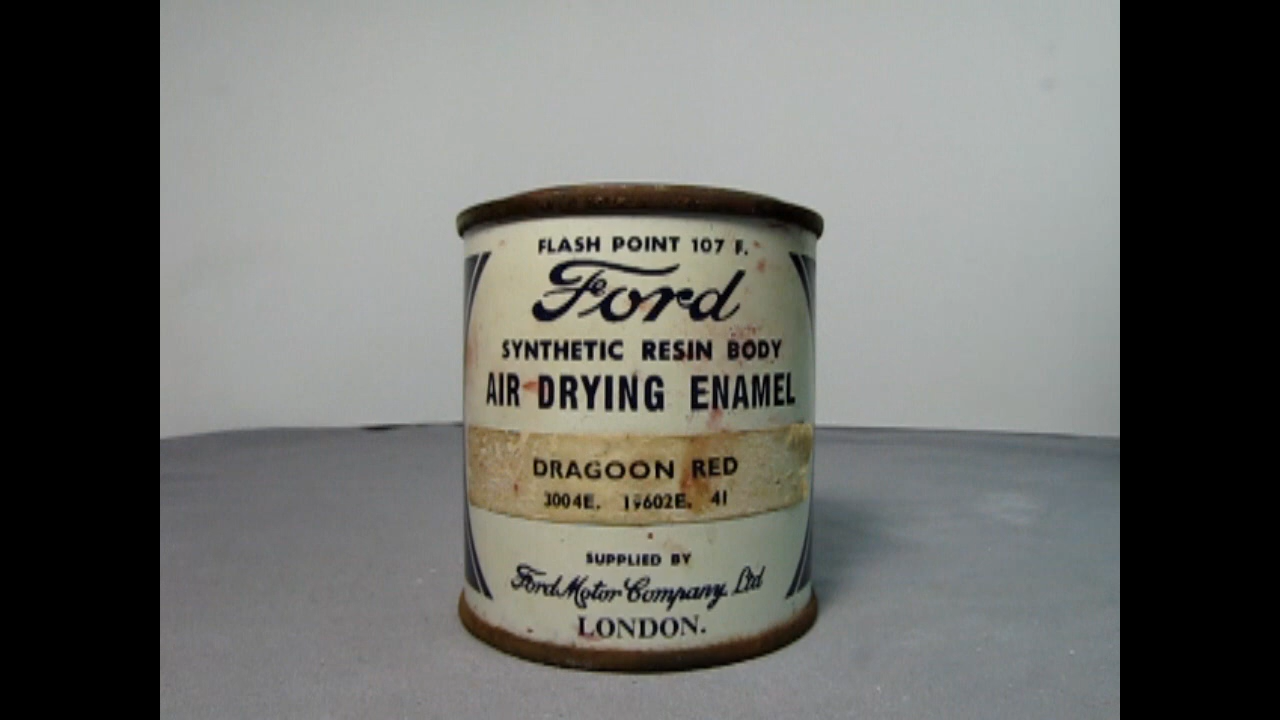 FLASH POINT 107 F.
Ford
SYNTHETIC RESIN BODY
AIR DRYING ENAMEL
DRAGOON RED
3004E. 19602E. 41
SUPPLIED BY
Ford Motor Company. Ltd
LONDON.